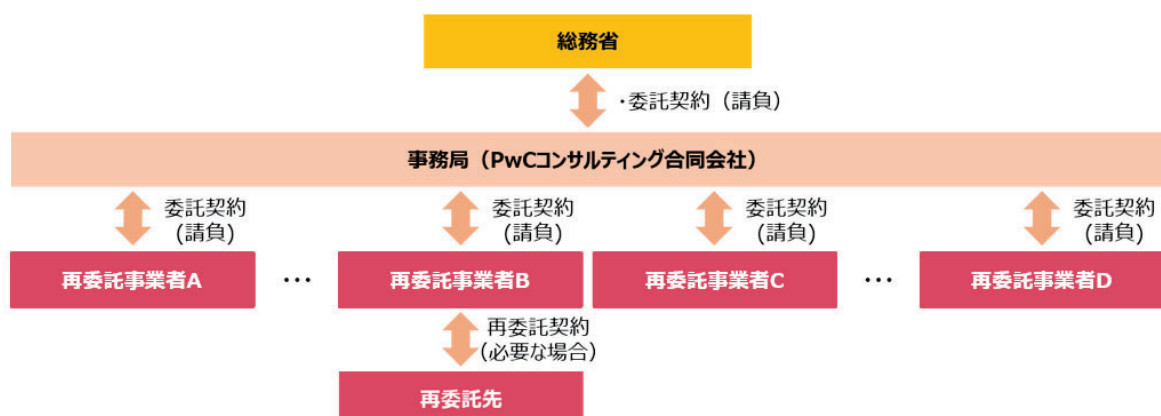 総務省
・委託契約（請負）
事務局（PwCコンサルティング合同会社）
委託契約
(請負)
委託契約
(請負)
委託契約
(請負)
委託契約
(請負)
再委託事業者A
…
再委託事業者B
再委託事業者C
…
再委託事業者D
再委託契約
(必要な場合)
再委託先